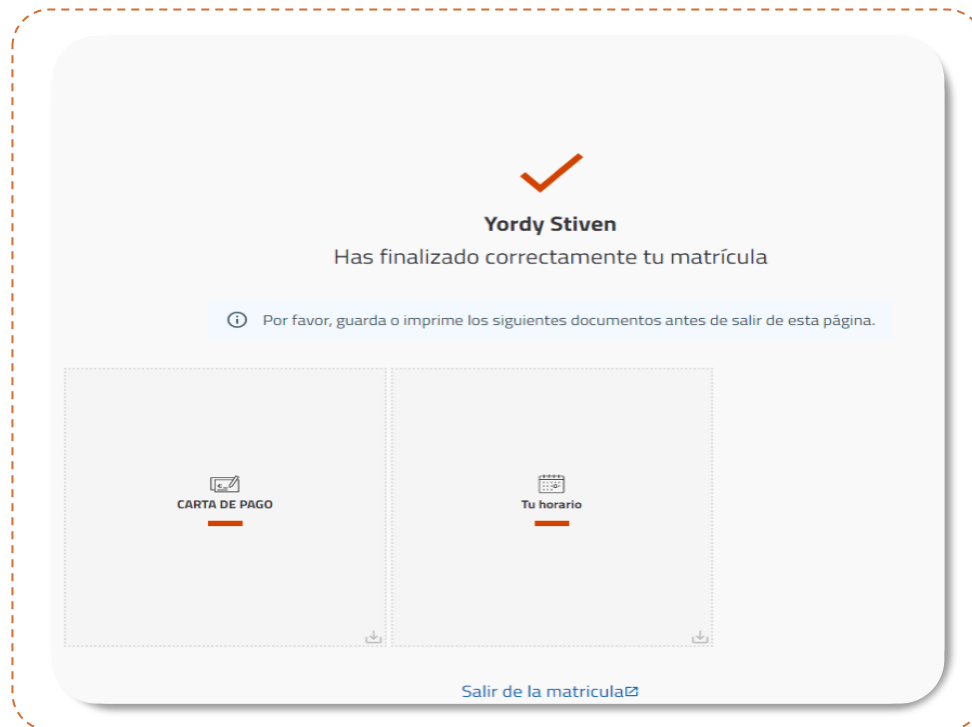 Yordy Stiven
Has finalizado correctamente tu matrícula
Por favor, guarda o imprime los siguientes documentos antes de salir de esta página.
CARTA DE PAGO
Tu horario
Salir de la matricula